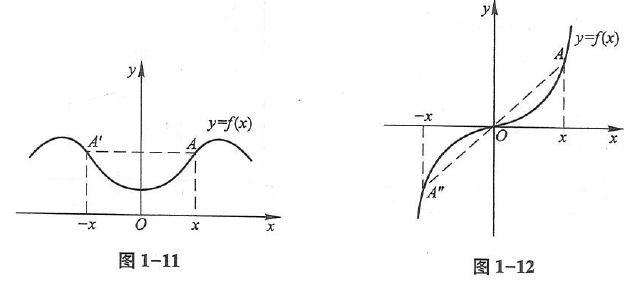 y
y=f(x)
A'
A
-x
O
x
x
图 1-11
y
y=f(x)
A
-x
O
x
x
A"
图 1-12